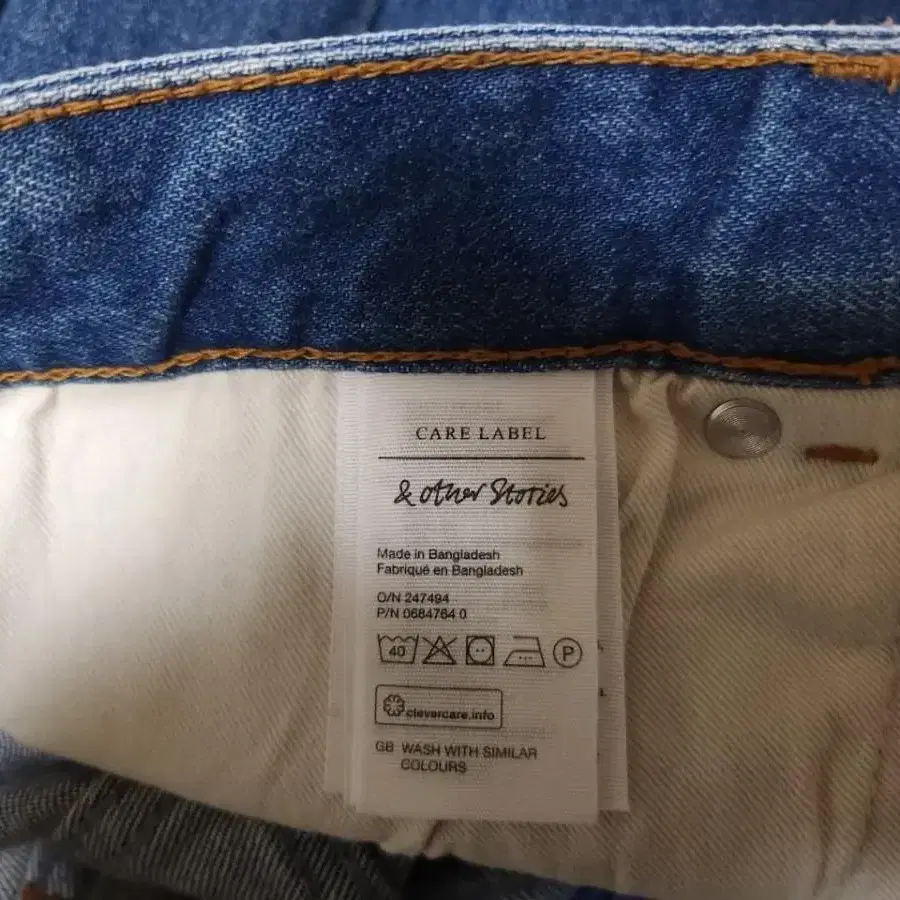 CARE LABEL
& other Stories
Made in Bangladesh
Fabriqué en Bangladesh
O/N 247494
P/N 0684764 0
40 P
clevercare.info
GB WASH WITH SIMILAR
COLOURS